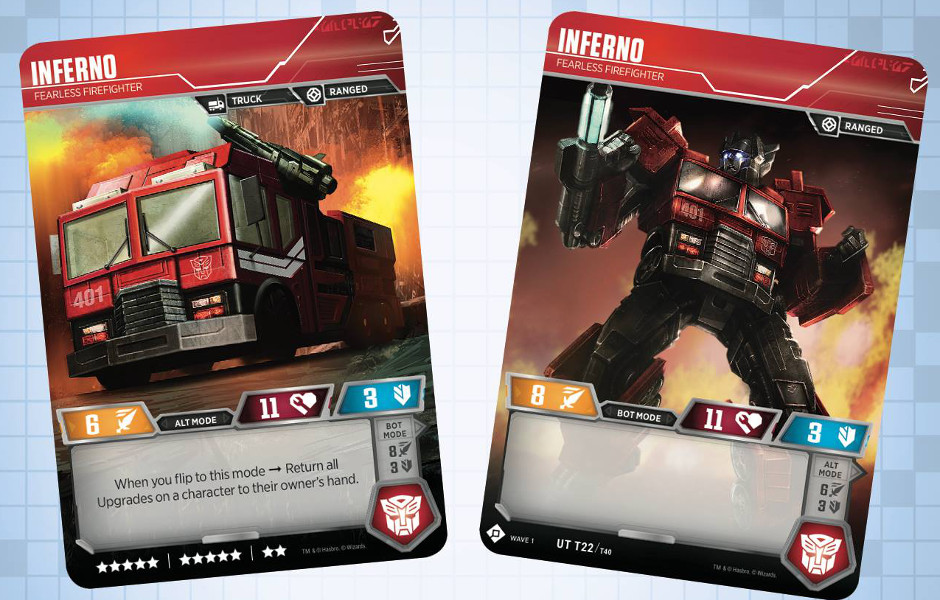 INFERNO
FEARLESS FIREFIGHTER
TRUCK
RANGED
401
6
ALT MODE
11
3
BOT
MODE
8
3
When you flip to this mode → Return all
Upgrades on a character to their owner's hand.
TM & © Hasbro. © Wizards.
INFERNO
FEARLESS FIREFIGHTER
RANGED
401
8
BOT MODE
11
3
ALT
MODE
6
3
WAVE 1
UT T22/T40
TM & © Hasbro. © Wizards.